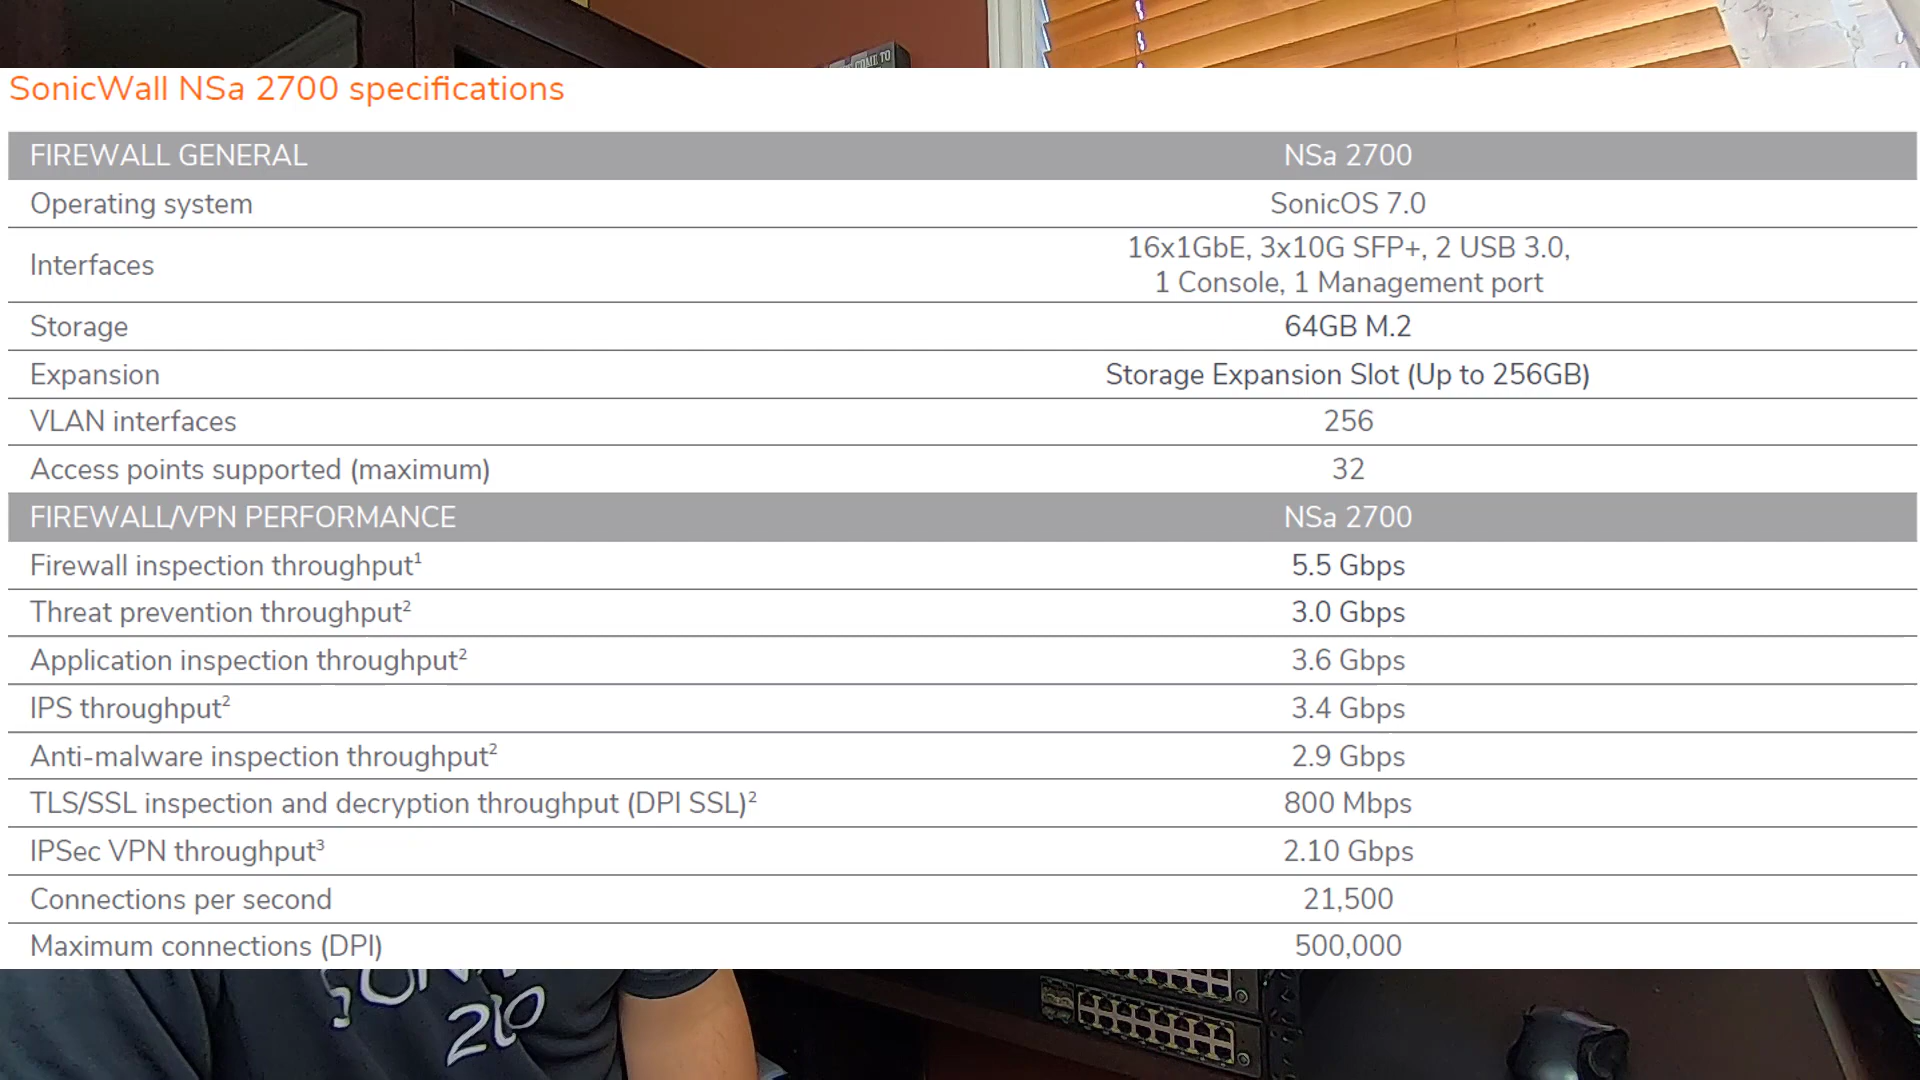 COME TO
SonicWall NSa 2700 specifications
FIREWALL GENERAL NSa 2700
Operating system SonicOS 7.0
Interfaces 16x1GbE, 3x10G SFP+, 2 USB 3.0,
1 Console, 1 Management port
Storage 64GB M.2
Expansion Storage Expansion Slot (Up to 256GB)
VLAN interfaces 256
Access points supported (maximum) 32
FIREWALL/VPN PERFORMANCE NSa 2700
Firewall inspection throughput¹ 5.5 Gbps
Threat prevention throughput² 3.0 Gbps
Application inspection throughput² 3.6 Gbps
IPS throughput² 3.4 Gbps
Anti-malware inspection throughput² 2.9 Gbps
TLS/SSL inspection and decryption throughput (DPI SSL)² 800 Mbps
IPSec VPN throughput³ 2.10 Gbps
Connections per second 21,500
Maximum connections (DPI) 500,000